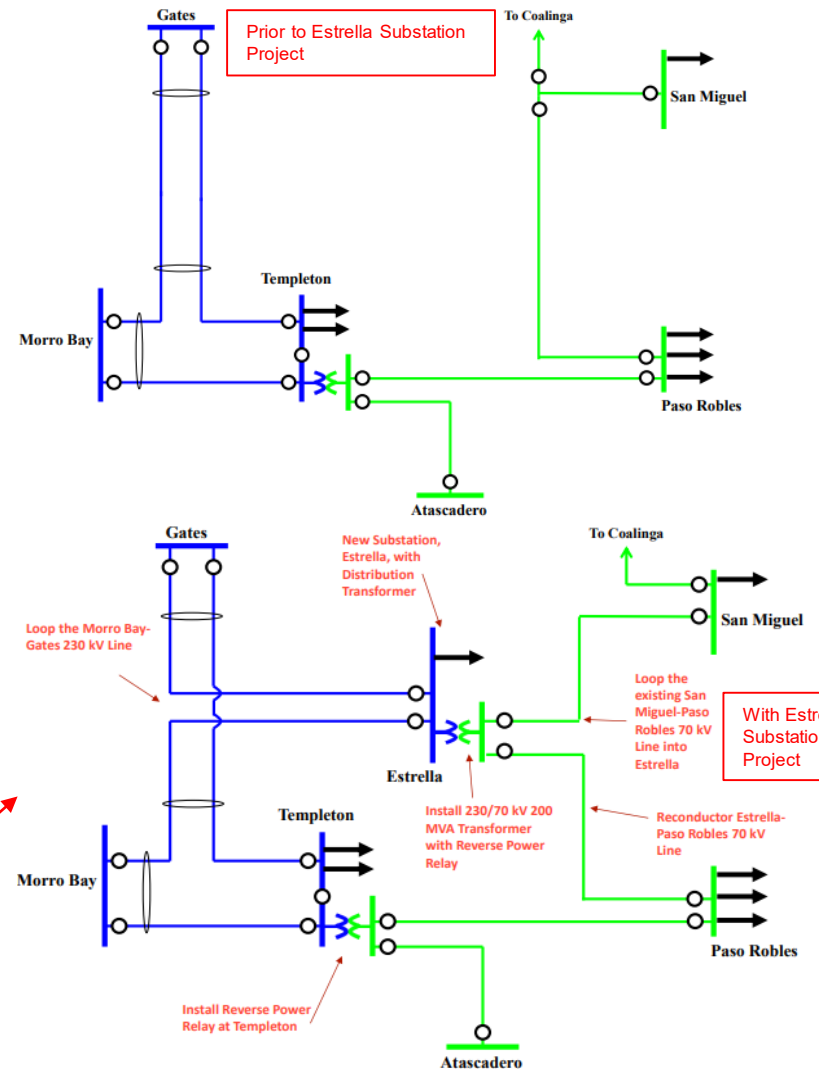 Gates
Prior to Estrella Substation
Project
To Coalinga
San Miguel
Templeton
Morro Bay
Paso Robles
Atascadero
Gates
New Substation,
Estrella, with
Distribution
Transformer
To Coalinga
San Miguel
Loop the Morro Bay-
Gates 230 kV Line
Loop the
existing San
Miguel-Paso
Robles 70 kV
Line into
Estrella
With Estre
Substatio
Project
Estrella
Install 230/70 kV 200
MVA Transformer
with Reverse Power
Relay
Reconductor Estrella-
Paso Robles 70 kV
Line
Templeton
Morro Bay
Paso Robles
Install Reverse Power
Relay at Templeton
Atascadero